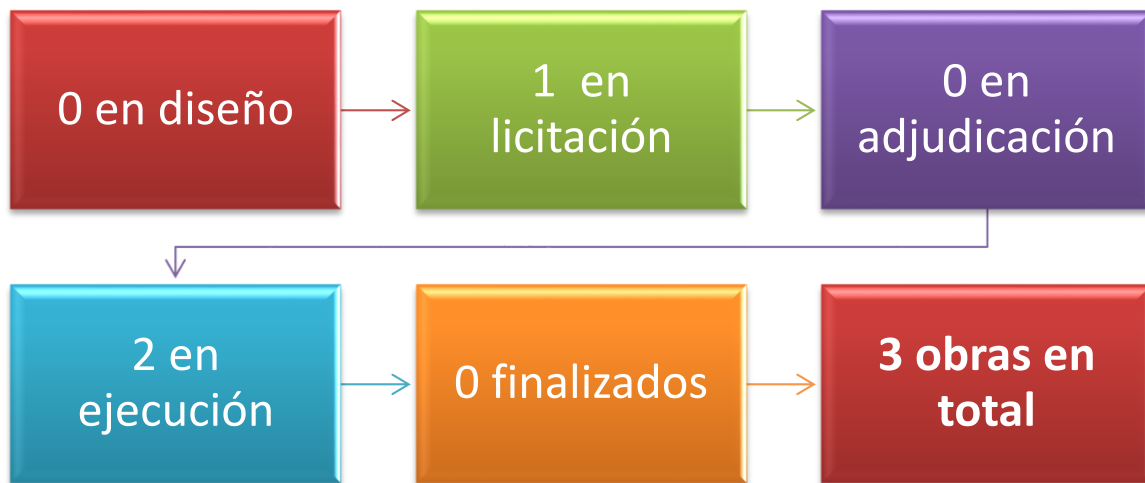 0 en diseño
1  en
licitación
0 en
adjudicación
2 en
ejecución
0 finalizados
3 obras en
total